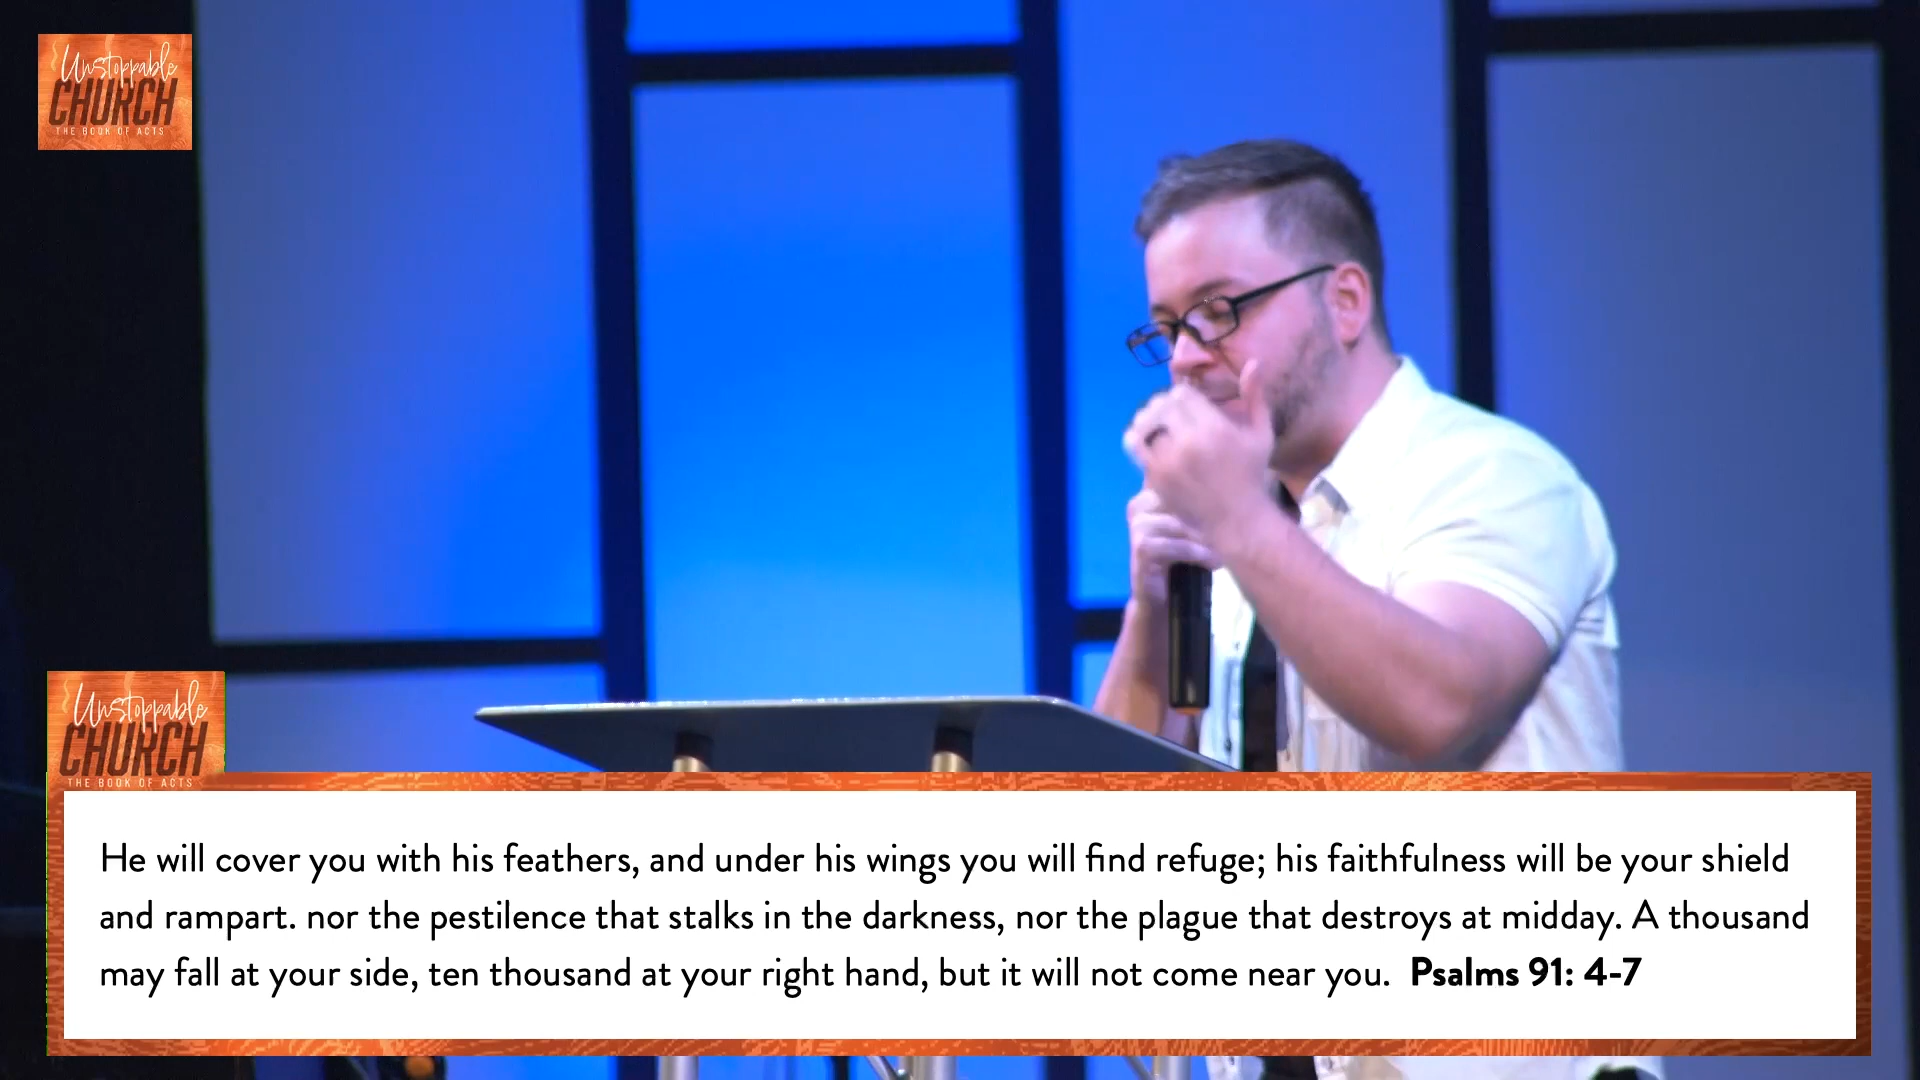 Unstoppable
CHURCH
THE BOOK OF ACTS
Unstoppable
CHURCH
THE BOOK OF ACTS
He will cover you with his feathers, and under his wings you will find refuge; his faithfulness will be your shield
and rampart. nor the pestilence that stalks in the darkness, nor the plague that destroys at midday. A thousand
may fall at your side, ten thousand at your right hand, but it will not come near you. Psalms 91: 4-7